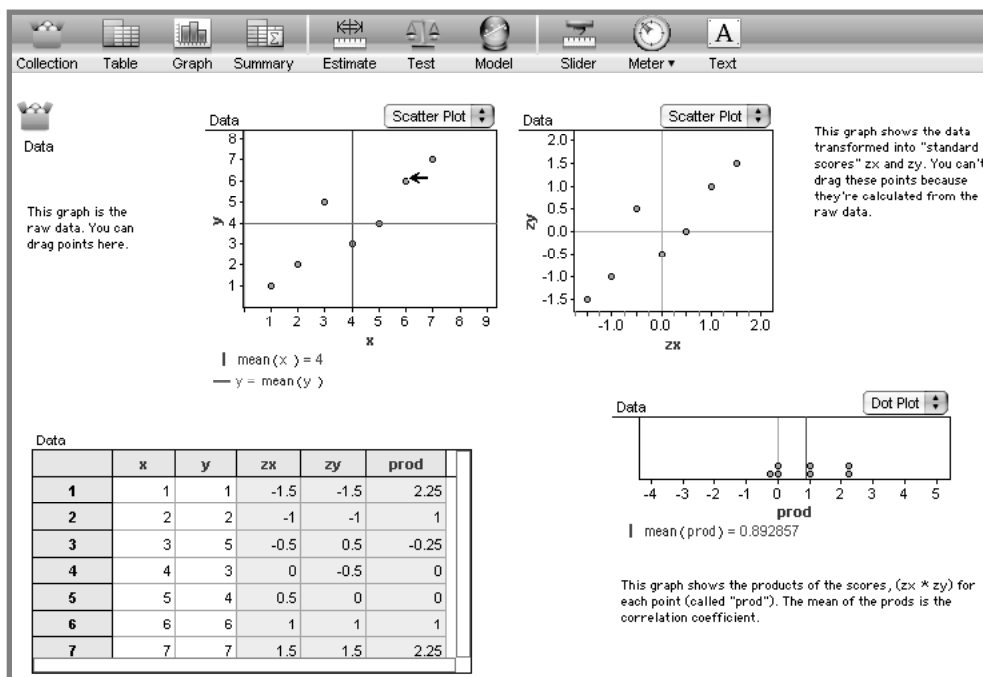 Collection Table Graph Summary Estimate Test Model Slider Meter ▾ A Text
Data
This graph is the
raw data. You can
drag points here.
Data Scatter Plot
8
7
6
5
4
3
2
1
y
1 2 3 4 5 6 7 8 9
x
mean(x) = 4
y = mean(y)
Data Scatter Plot
2.0
1.5
1.0
0.5
0.0
-0.5
-1.0
-1.5
zy
-1.0 0.0 1.0 2.0
zx
This graph shows the data
transformed into "standard
scores" zx and zy. You can't
drag these points because
they're calculated from the
raw data.
Data
x y zx zy prod
1 1 1 -1.5 -1.5 2.25
2 2 2 -1 -1 1
3 3 5 -0.5 0.5 -0.25
4 4 3 0 -0.5 0
5 5 4 0.5 0 0
6 6 6 1 1 1
7 7 7 1.5 1.5 2.25
Data Dot Plot
-4 -3 -2 -1 0 1 2 3 4 5
prod
mean(prod) = 0.892857
This graph shows the products of the scores, (zx * zy) for
each point (called "prod"). The mean of the prods is the
correlation coefficient.